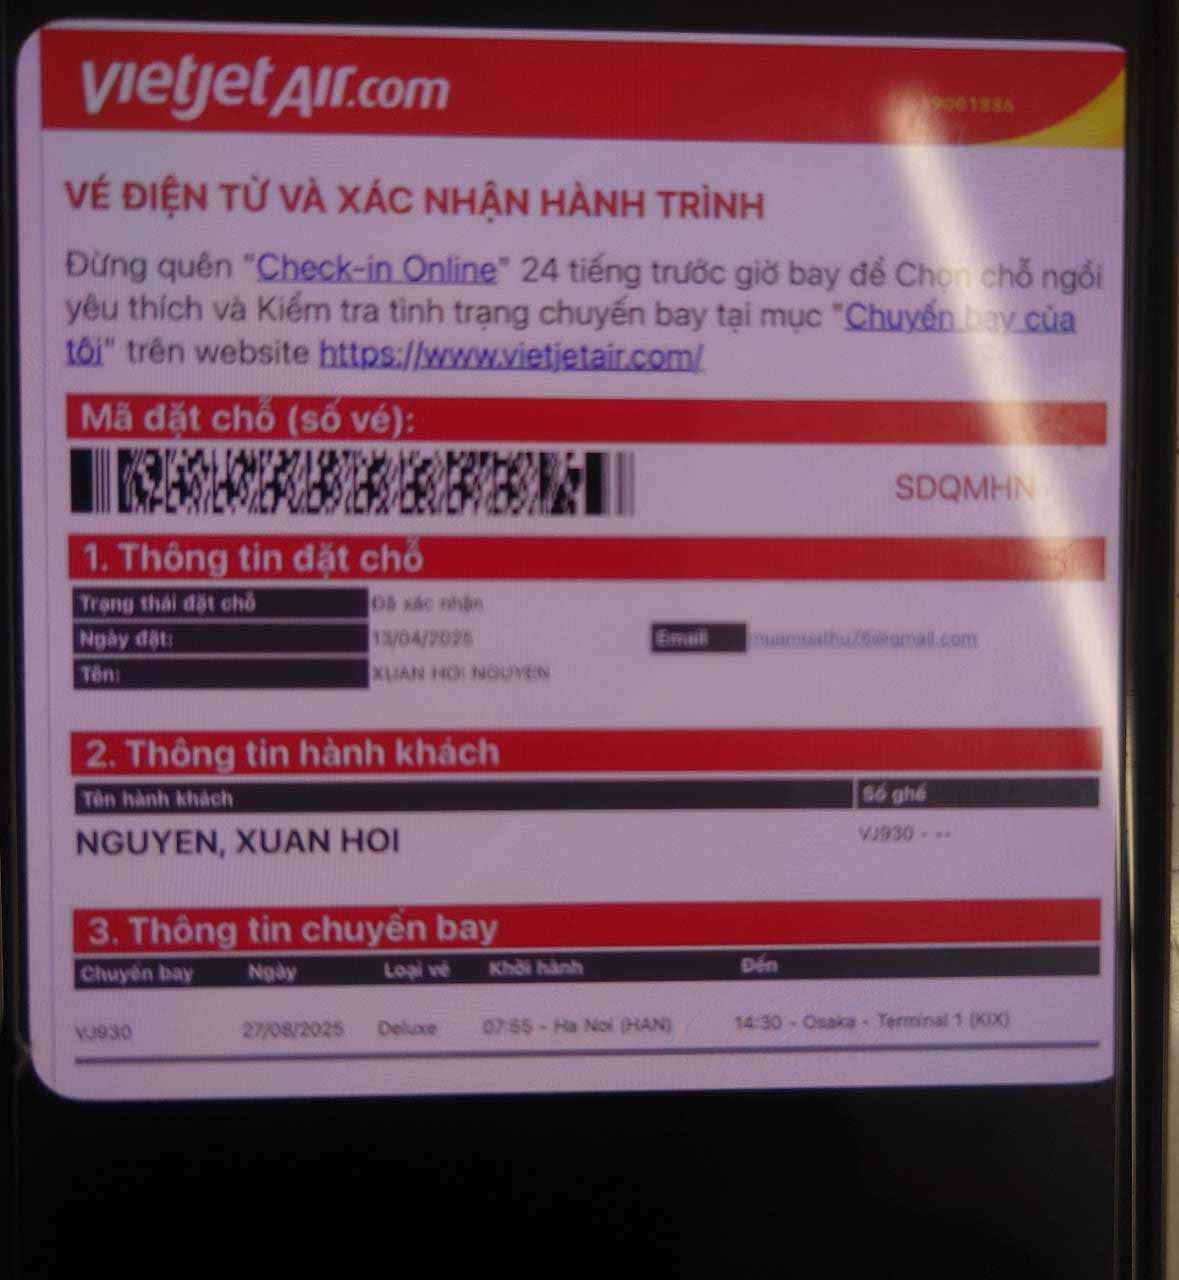 vietjetAir.com
19001886
VÉ ĐIỆN TỬ VÀ XÁC NHẬN HÀNH TRÌNH
Đừng quên "Check-in Online" 24 tiếng trước giờ bay để Chọn chỗ ngồi
yêu thích và Kiểm tra tình trạng chuyến bay tại mục "Chuyến bay của
tôi" trên website https://www.vietjetair.com/
Mã đặt chỗ (số vé):
SDQMHN
1. Thông tin đặt chỗ
Trạng thái đặt chỗ Đã xác nhận
Ngày đặt: 13/04/2025 Email muamuathu76@gmail.com
Tên: XUAN HOI NGUYEN
2. Thông tin hành khách
Tên hành khách Số ghế
NGUYEN, XUAN HOI VJ930 - --
3. Thông tin chuyến bay
Chuyến bay Ngày Loại vé Khởi hành Đến
VJ930 27/08/2025 Deluxe 07:55 - Ha Noi (HAN) 14:30 - Osaka - Terminal 1 (KIX)